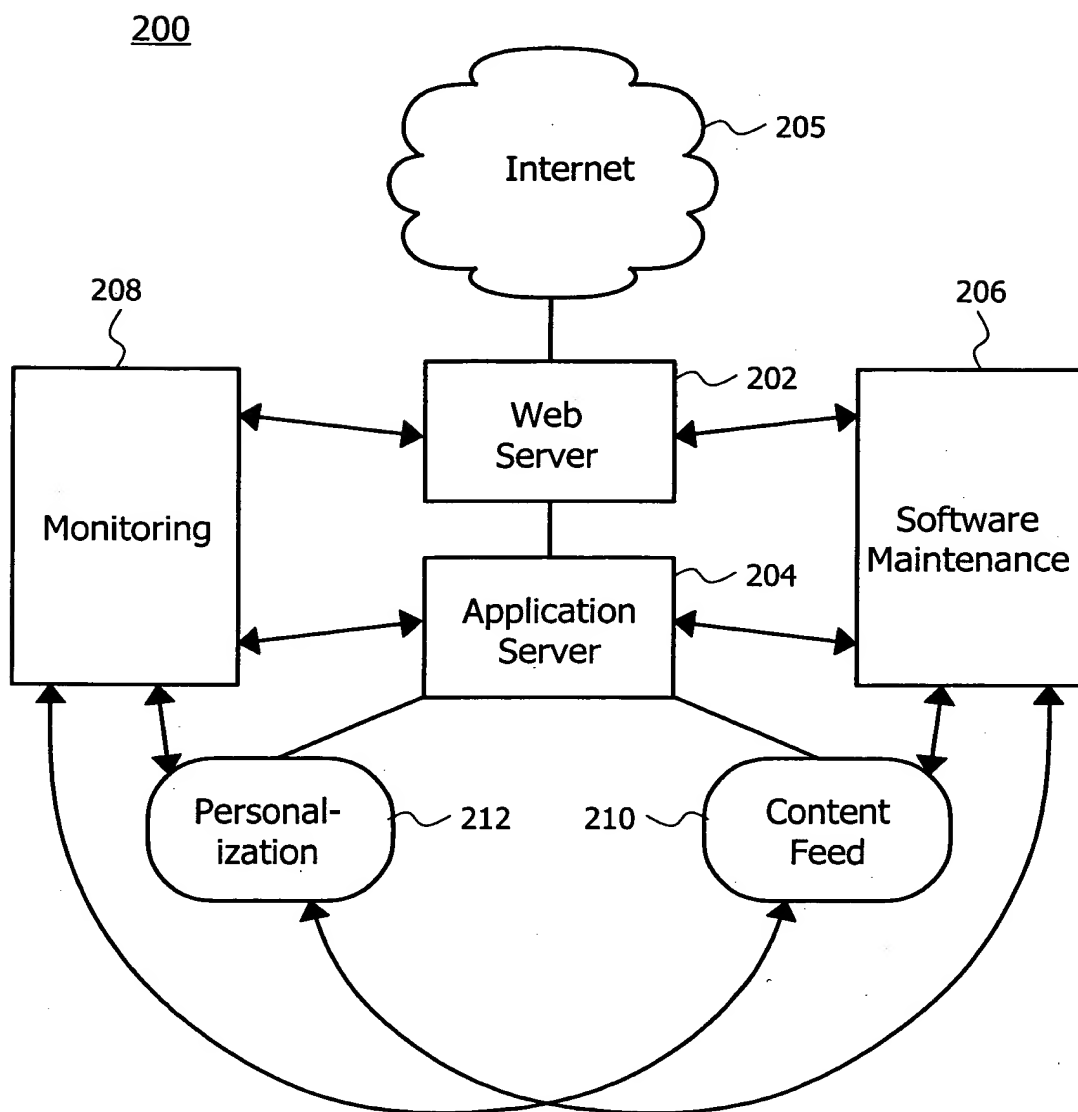 200
205
Internet
208
206
202
Web
Server
Monitoring
Software
Maintenance
204
Application
Server
Personal-
ization
212
210
Content
Feed